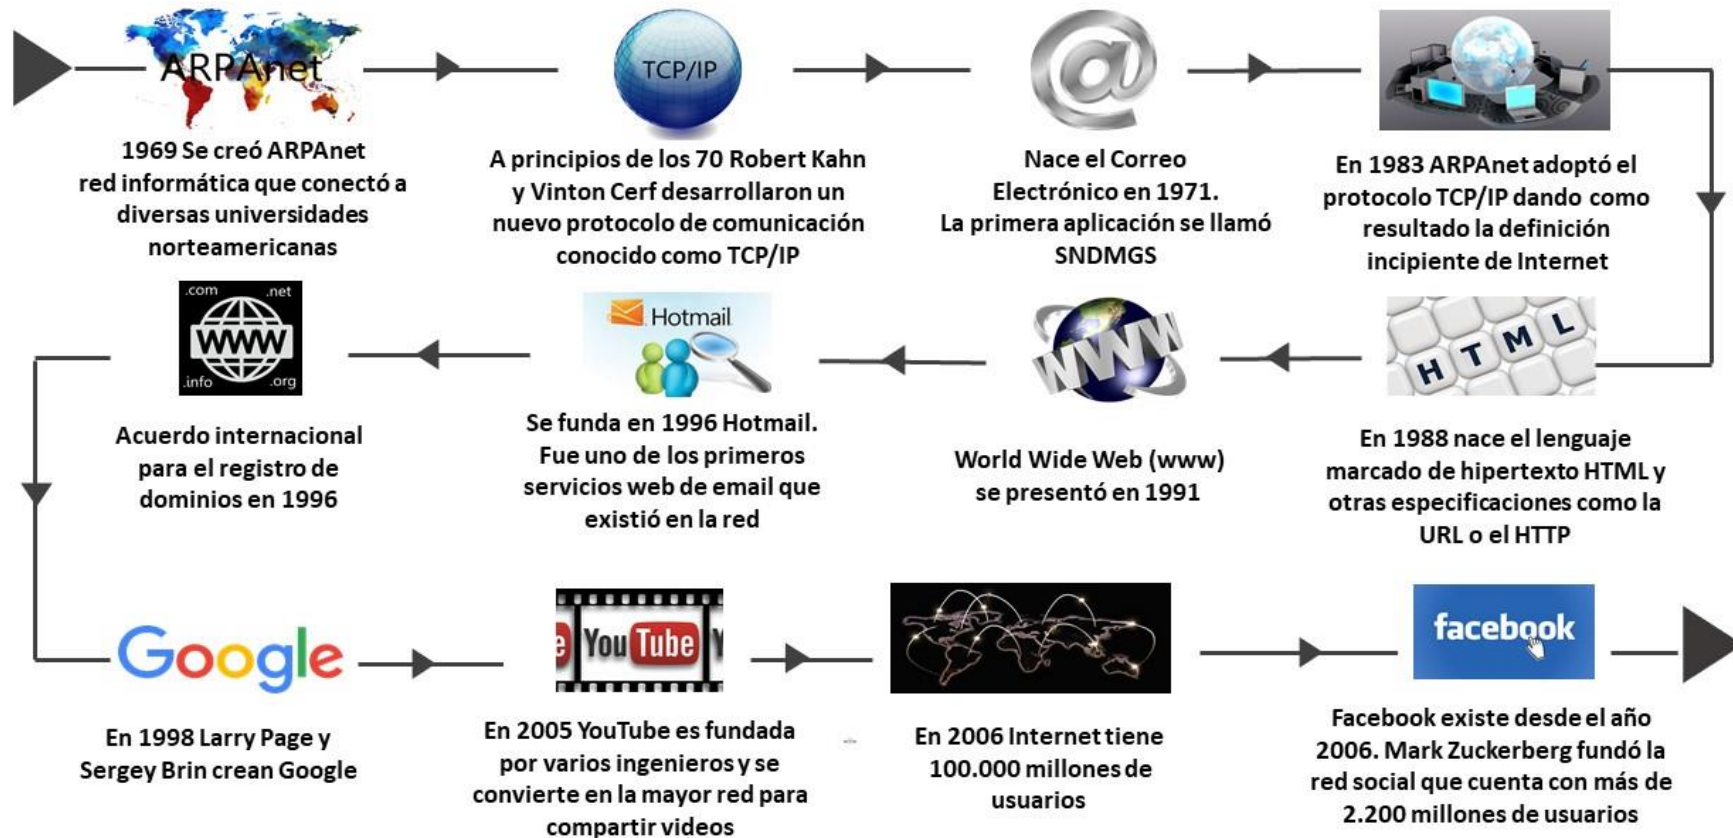 ARPAnet
1969 Se creó ARPAnet
red informática que conectó a
diversas universidades
norteamericanas
TCP/IP
A principios de los 70 Robert Kahn
y Vinton Cerf desarrollaron un
nuevo protocolo de comunicación
conocido como TCP/IP
@
Nace el Correo
Electrónico en 1971.
La primera aplicación se llamó
SNDMGS
En 1983 ARPAnet adoptó el
protocolo TCP/IP dando como
resultado la definición
incipiente de Internet
HTML
En 1988 nace el lenguaje
marcado de hipertexto HTML y
otras especificaciones como la
URL o el HTTP
WWW
World Wide Web (www)
se presentó en 1991
Hotmail
Se funda en 1996 Hotmail.
Fue uno de los primeros
servicios web de email que
existió en la red
.com .net
WWW
.info .org
Acuerdo internacional
para el registro de
dominios en 1996
Google
En 1998 Larry Page y
Sergey Brin crean Google
e YouTube Y
En 2005 YouTube es fundada
por varios ingenieros y se
convierte en la mayor red para
compartir videos
En 2006 Internet tiene
100.000 millones de
usuarios
facebook
Facebook existe desde el año
2006. Mark Zuckerberg fundó la
red social que cuenta con más de
2.200 millones de usuarios